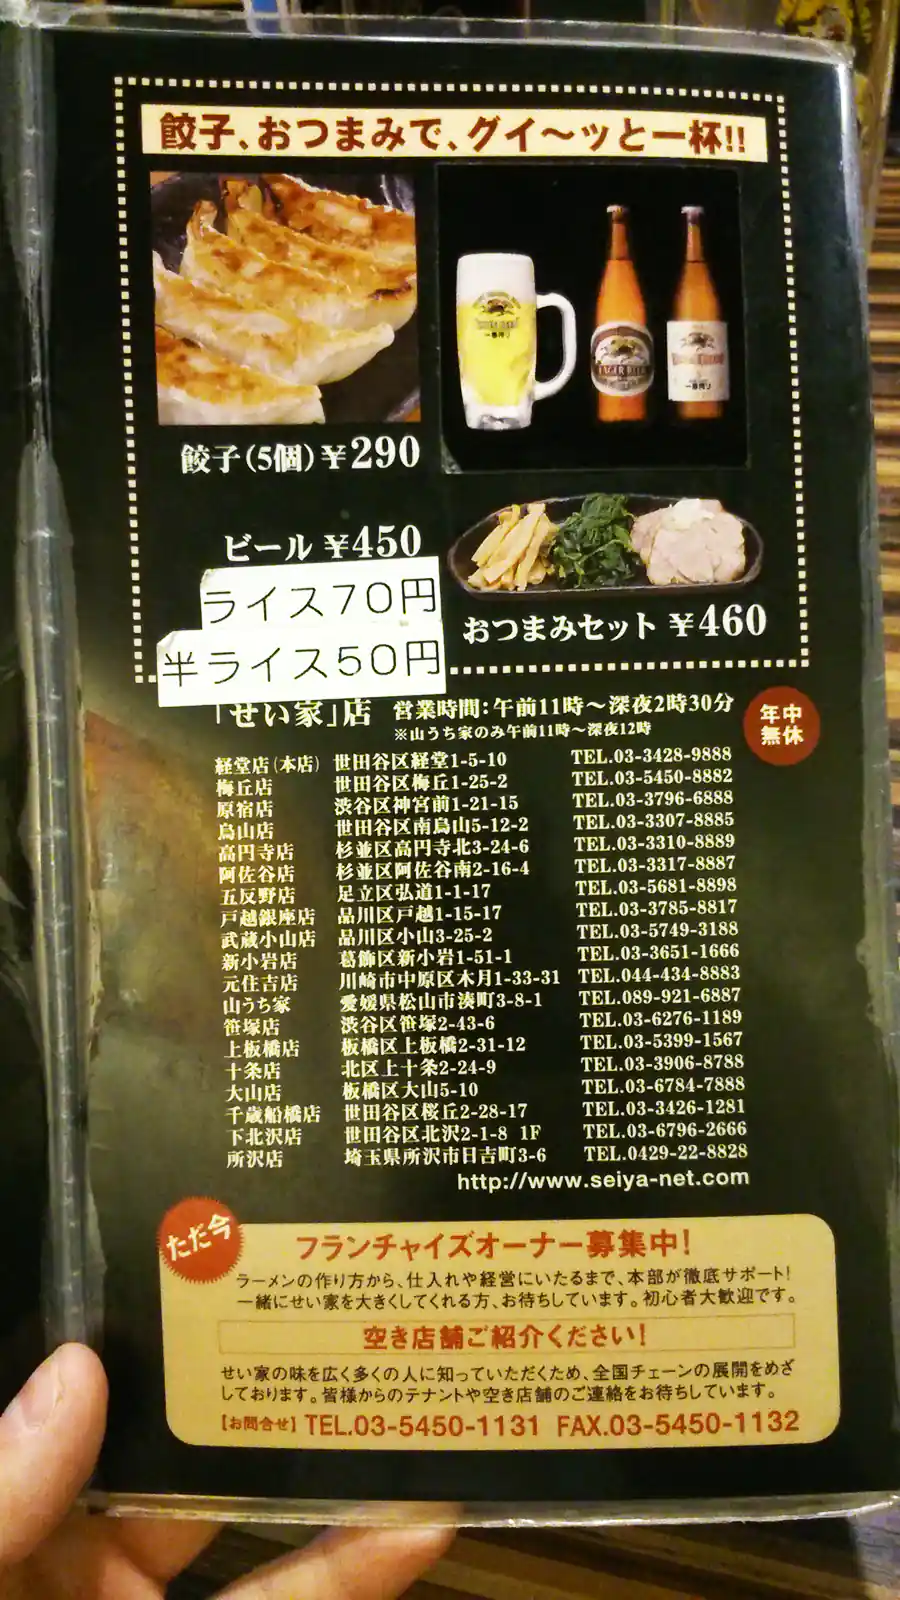 餃子、おつまみで、グイ〜ッと一杯!!
一番搾り
LAGER BEER
一番搾り
餃子(5個)¥290
ビール ¥450
ライス70円
半ライス50円
おつまみセット ¥460
「せい家」店 営業時間:午前11時〜深夜2時30分
※山うち家のみ午前11時〜深夜12時
年中
無休
経堂店(本店) 世田谷区経堂1-5-10 TEL.03-3428-9888
梅丘店 世田谷区梅丘1-25-2 TEL.03-5450-8882
原宿店 渋谷区神宮前1-21-15 TEL.03-3796-6888
烏山店 世田谷区南烏山5-12-2 TEL.03-3307-8885
高円寺店 杉並区高円寺北3-24-6 TEL.03-3310-8889
阿佐谷店 杉並区阿佐谷南2-16-4 TEL.03-3317-8887
五反野店 足立区弘道1-1-17 TEL.03-5681-8898
戸越銀座店 品川区戸越1-15-17 TEL.03-3785-8817
武蔵小山店 品川区小山3-25-2 TEL.03-5749-3188
新小岩店 葛飾区新小岩1-51-1 TEL.03-3651-1666
元住吉店 川崎市中原区木月1-33-31 TEL.044-434-8883
山うち家 愛媛県松山市湊町3-8-1 TEL.089-921-6887
笹塚店 渋谷区笹塚2-43-6 TEL.03-6276-1189
上板橋店 板橋区上板橋2-31-12 TEL.03-5399-1567
十条店 北区上十条2-24-9 TEL.03-3906-8788
大山店 板橋区大山5-10 TEL.03-6784-7888
千歳船橋店 世田谷区桜丘2-28-17 TEL.03-3426-1281
下北沢店 世田谷区北沢2-1-8 1F TEL.03-6796-2666
所沢店 埼玉県所沢市日吉町3-6 TEL.0429-22-8828
http://www.seiya-net.com
ただ今
フランチャイズオーナー募集中!
ラーメンの作り方から、仕入れや経営にいたるまで、本部が徹底サポート!
一緒にせい家を大きくしてくれる方、お待ちしています。初心者大歓迎です。
空き店舗ご紹介ください!
せい家の味を広く多くの人に知っていただくため、全国チェーンの展開をめざ
しております。皆様からのテナントや空き店舗のご連絡をお待ちしています。
【お問合せ】TEL.03-5450-1131 FAX.03-5450-1132